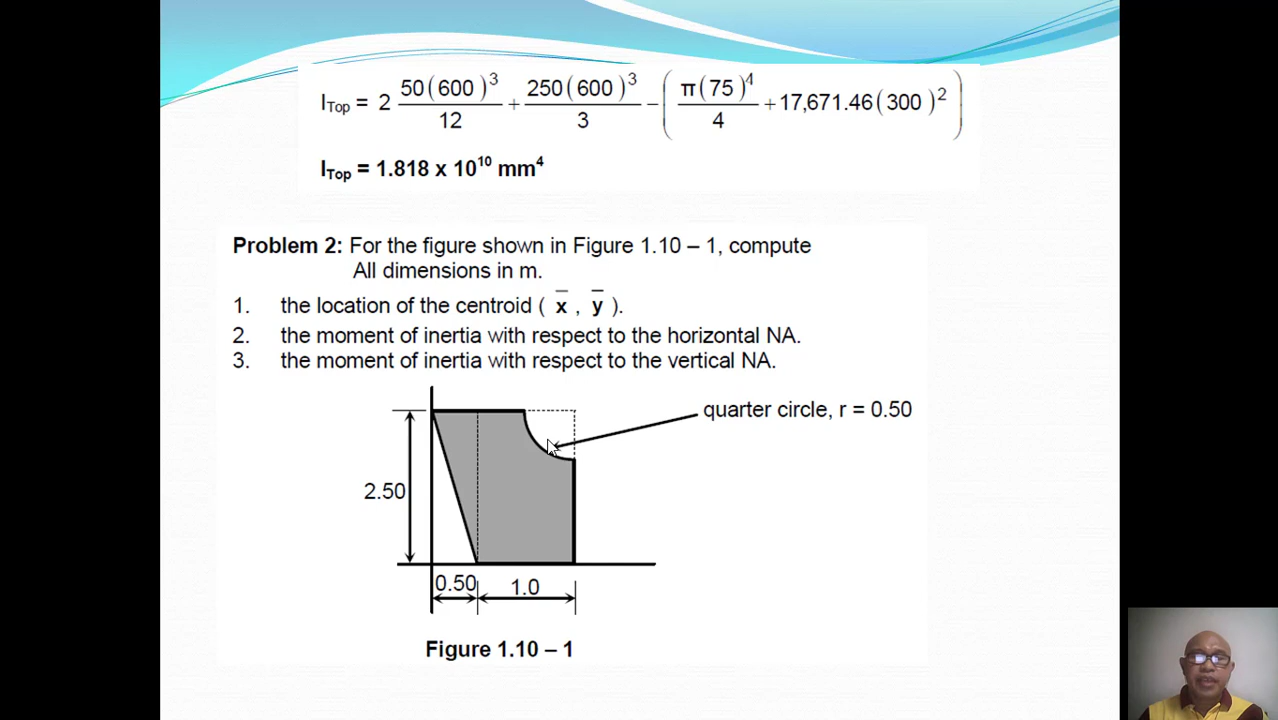 I_Top = 2 50(600)³/12 + 250(600)³/3 − (π(75)⁴/4 + 17,671.46(300)²)
I_Top = 1.818 x 10¹⁰ mm⁴
Problem 2: For the figure shown in Figure 1.10 – 1, compute
All dimensions in m.
1. the location of the centroid ( x̅ , y̅ ).
2. the moment of inertia with respect to the horizontal NA.
3. the moment of inertia with respect to the vertical NA.
quarter circle, r = 0.50
2.50
0.50 1.0
Figure 1.10 – 1